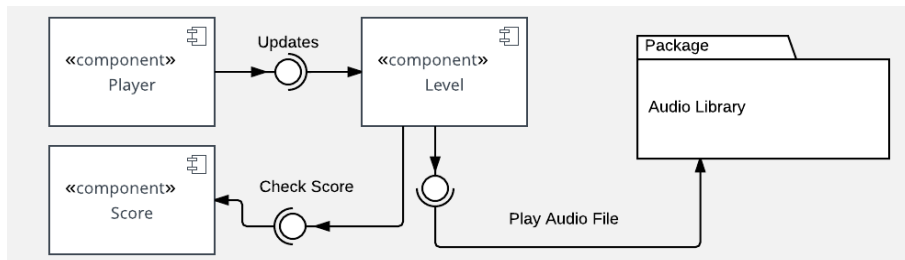 «component»
Player
Updates
«component»
Level
Package
Audio Library
«component»
Score
Check Score
Play Audio File